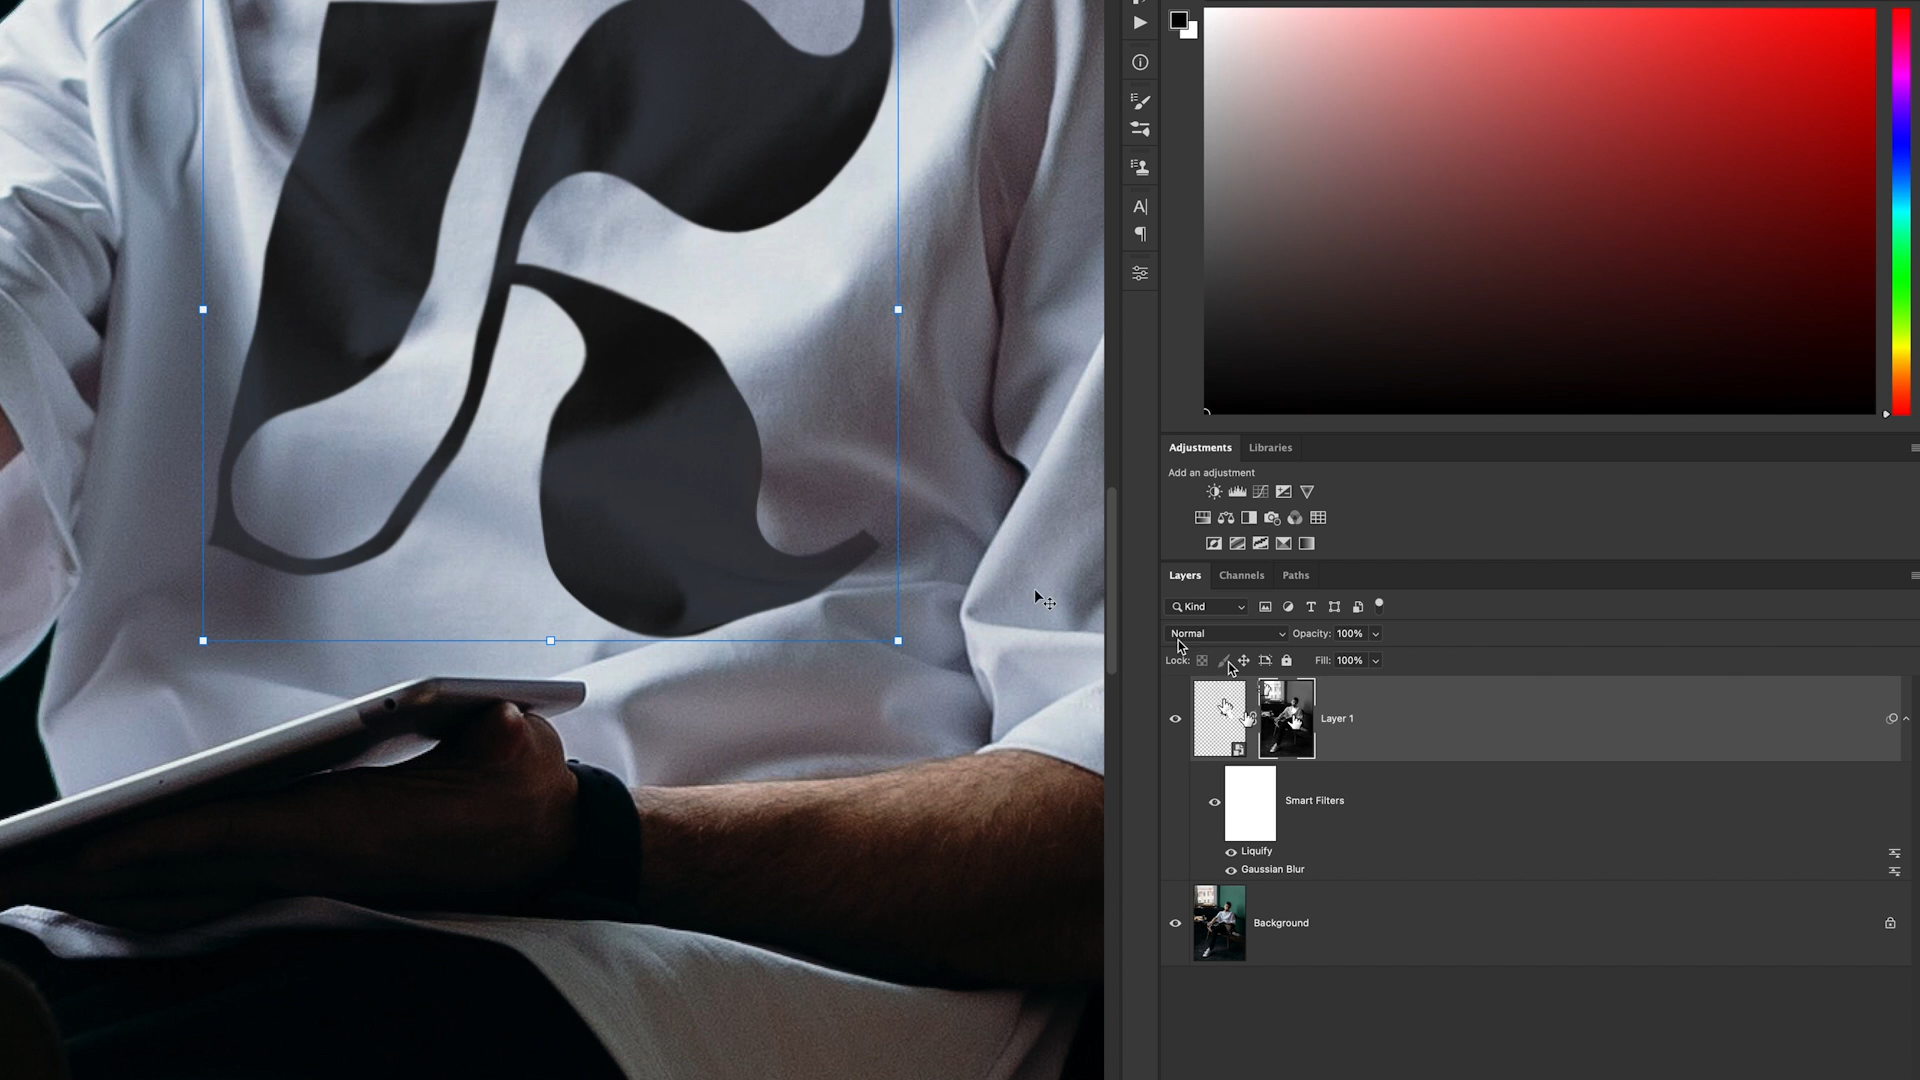 A|
Adjustments Libraries
Add an adjustment
Layers Channels Paths
Kind
Normal Opacity: 100%
Lock: Fill: 100%
Layer 1
Smart Filters
Liquify
Gaussian Blur
Background